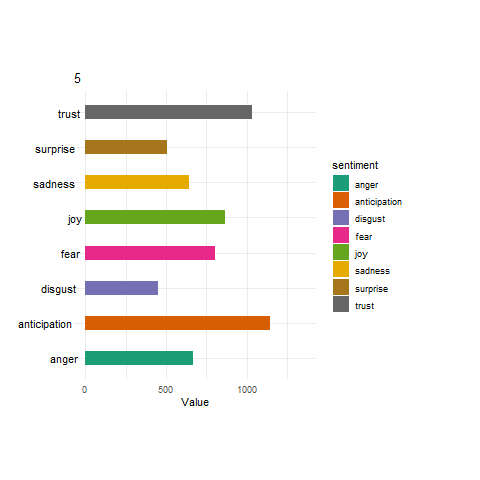 5
trust
surprise
sadness
joy
fear
disgust
anticipation
anger
0 500 1000
Value
sentiment
anger
anticipation
disgust
fear
joy
sadness
surprise
trust